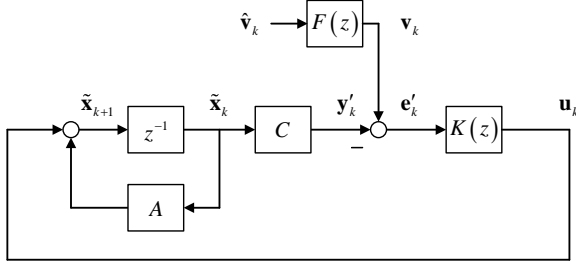 v̂ₖ
F(z)
vₖ
x̃ₖ₊₁
z⁻¹
x̃ₖ
C
y′ₖ
−
e′ₖ
K(z)
uₖ
A